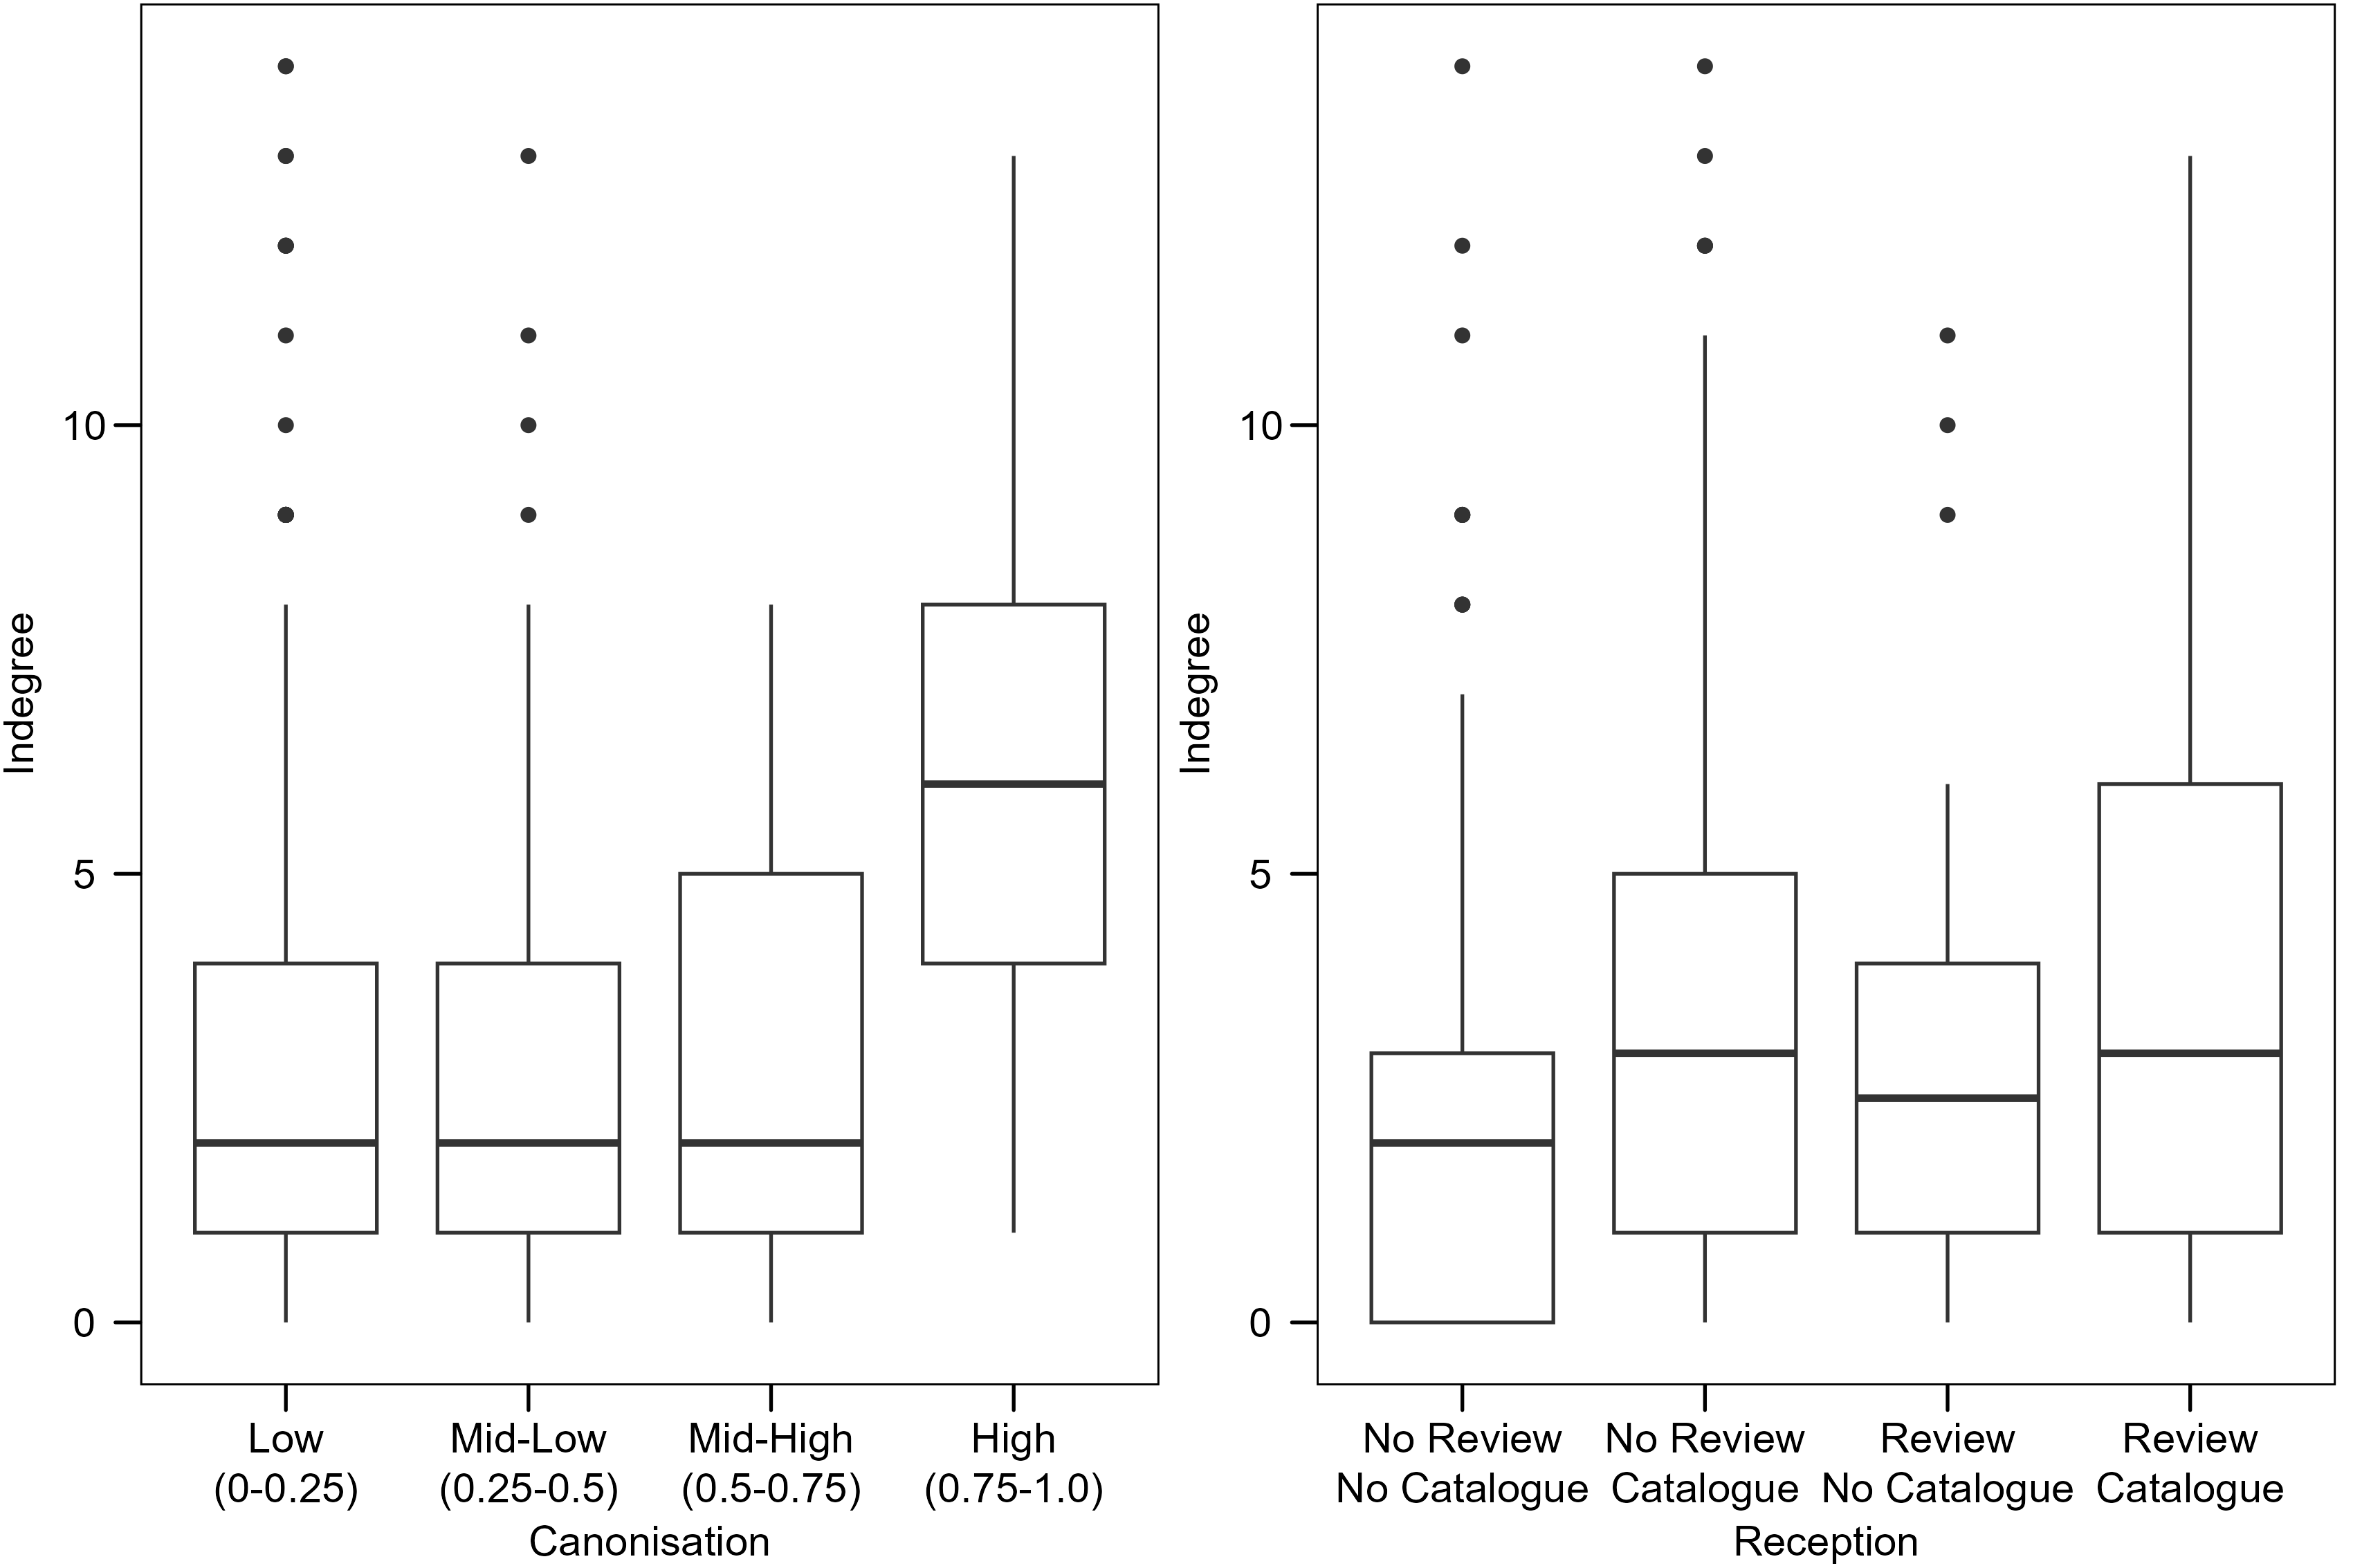 Indegree
10
5
0
Low
(0-0.25)
Mid-Low
(0.25-0.5)
Mid-High
(0.5-0.75)
High
(0.75-1.0)
Canonisation
Indegree
10
5
0
No Review
No Catalogue
No Review
Catalogue
Review
No Catalogue
Review
Catalogue
Reception